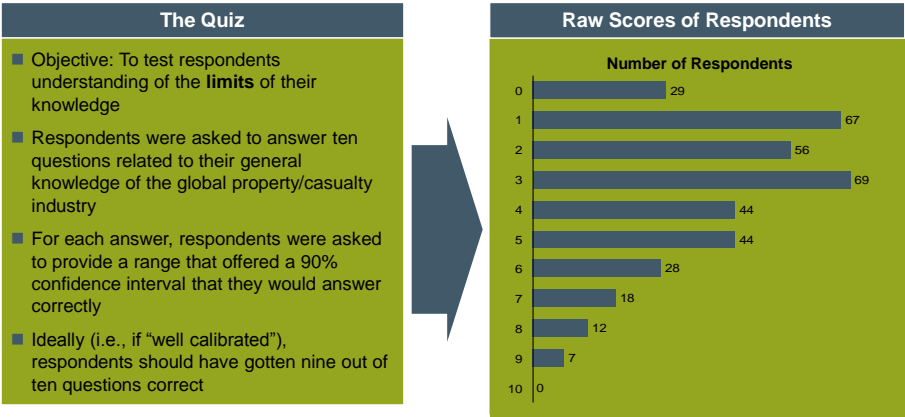 The Quiz
Objective: To test respondents
understanding of the limits of their
knowledge
Respondents were asked to answer ten
questions related to their general
knowledge of the global property/casualty
industry
For each answer, respondents were asked
to provide a range that offered a 90%
confidence interval that they would answer
correctly
Ideally (i.e., if “well calibrated”),
respondents should have gotten nine out of
ten questions correct
Raw Scores of Respondents
Number of Respondents
0 29
1 67
2 56
3 69
4 44
5 44
6 28
7 18
8 12
9 7
10 0